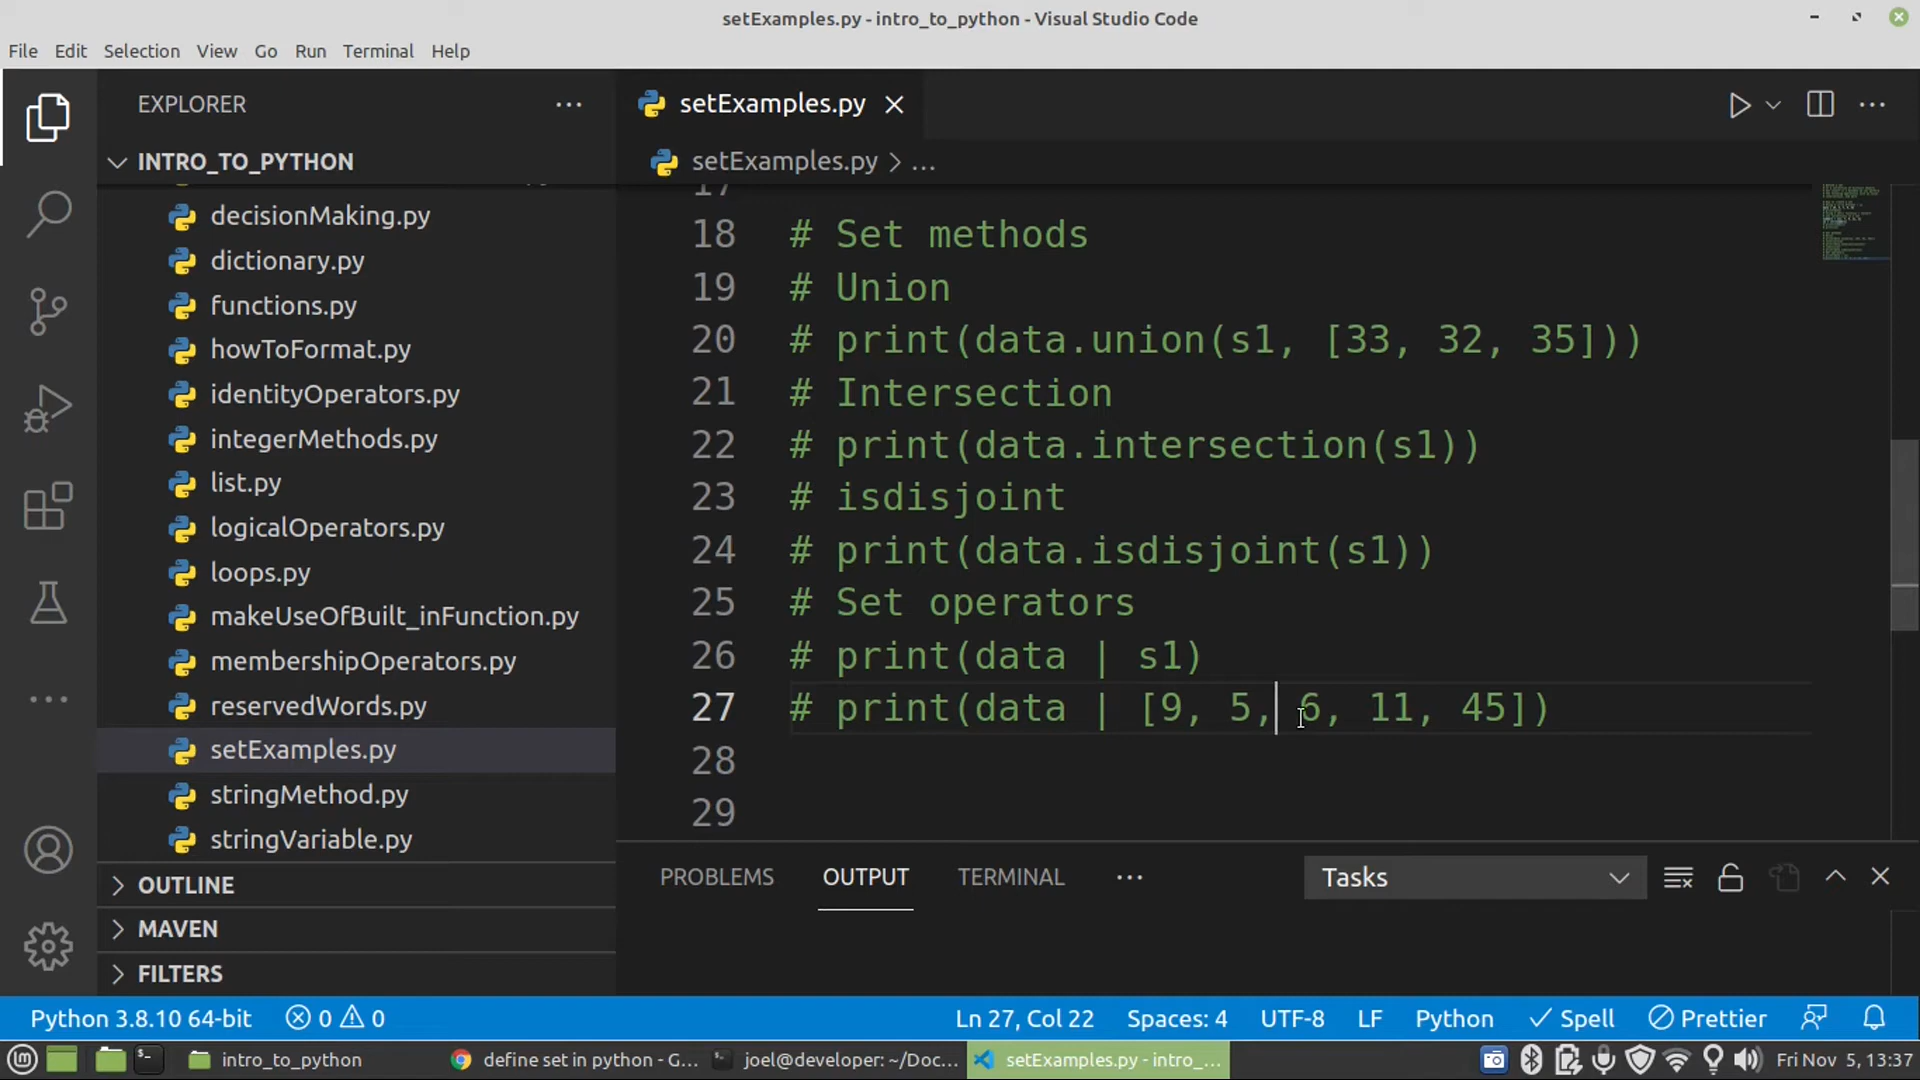 setExamples.py - intro_to_python - Visual Studio Code
File Edit Selection View Go Run Terminal Help
EXPLORER
INTRO_TO_PYTHON
decisionMaking.py
dictionary.py
functions.py
howToFormat.py
identityOperators.py
integerMethods.py
list.py
logicalOperators.py
loops.py
makeUseOfBuilt_inFunction.py
membershipOperators.py
reservedWords.py
setExamples.py
stringMethod.py
stringVariable.py
OUTLINE
MAVEN
FILTERS
setExamples.py
setExamples.py > ...
17
18 # Set methods
19 # Union
20 # print(data.union(s1, [33, 32, 35]))
21 # Intersection
22 # print(data.intersection(s1))
23 # isdisjoint
24 # print(data.isdisjoint(s1))
25 # Set operators
26 # print(data | s1)
27 # print(data | [9, 5, 6, 11, 45])
28
29
PROBLEMS OUTPUT TERMINAL
Tasks
Python 3.8.10 64-bit 0 0 Ln 27, Col 22 Spaces: 4 UTF-8 LF Python Spell Prettier
intro_to_python define set in python - G... joel@developer: ~/Doc... setExamples.py - intro_... Fri Nov 5, 13:37